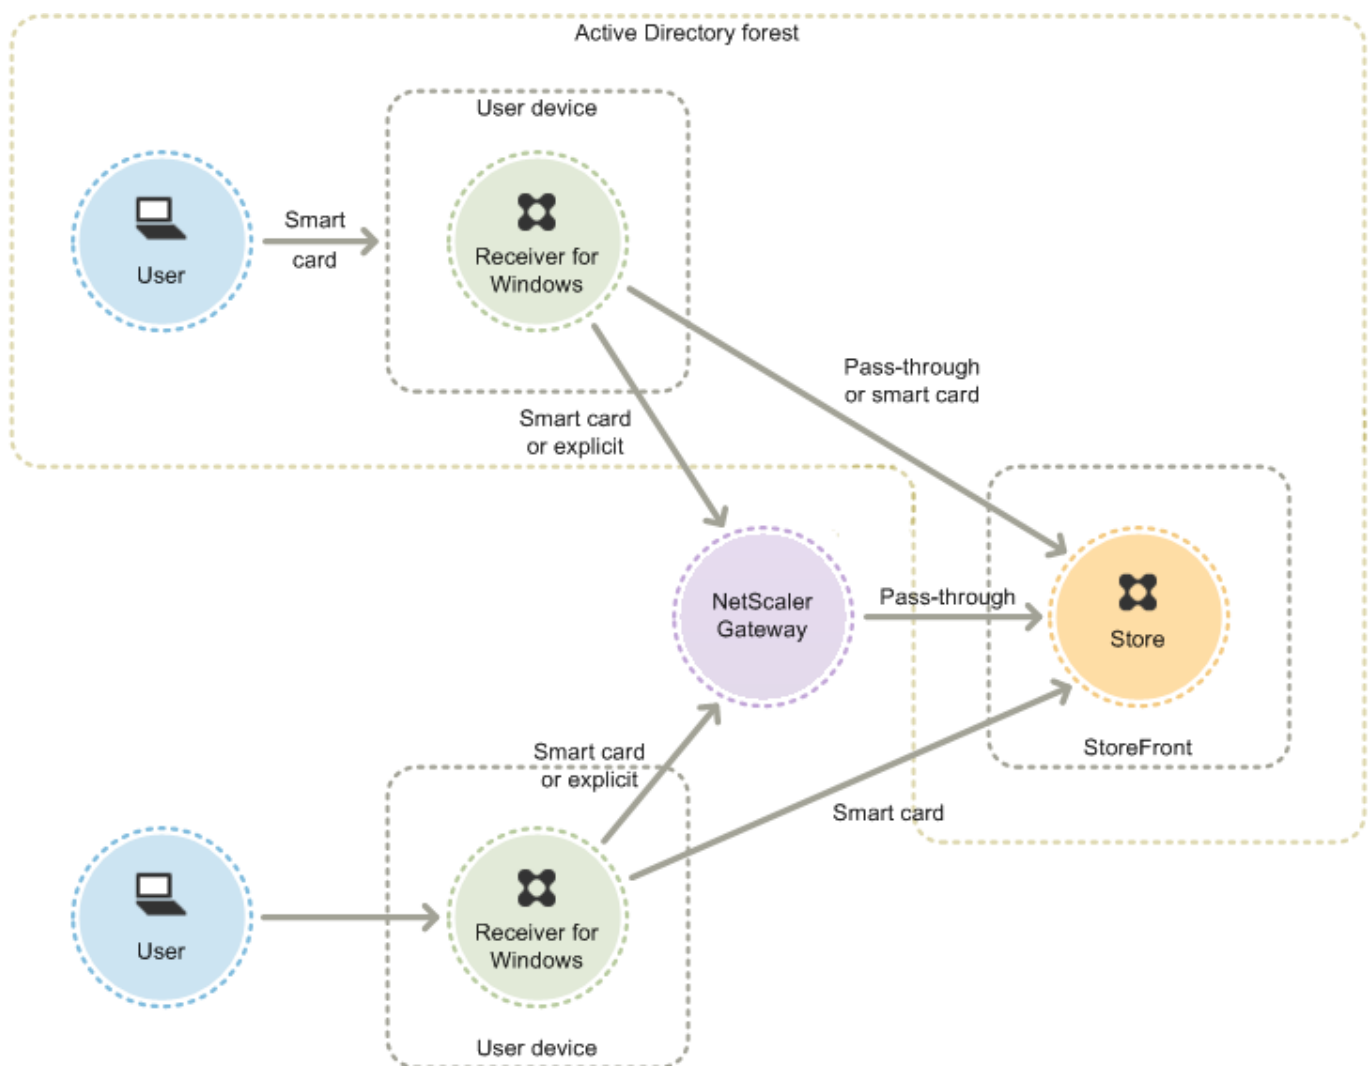 Active Directory forest
User device
Smart
card
User
Receiver for
Windows
Pass-through
or smart card
Smart card
or explicit
NetScaler
Gateway
Pass-through
Store
StoreFront
Smart card
or explicit
Smart card
User
Receiver for
Windows
User device